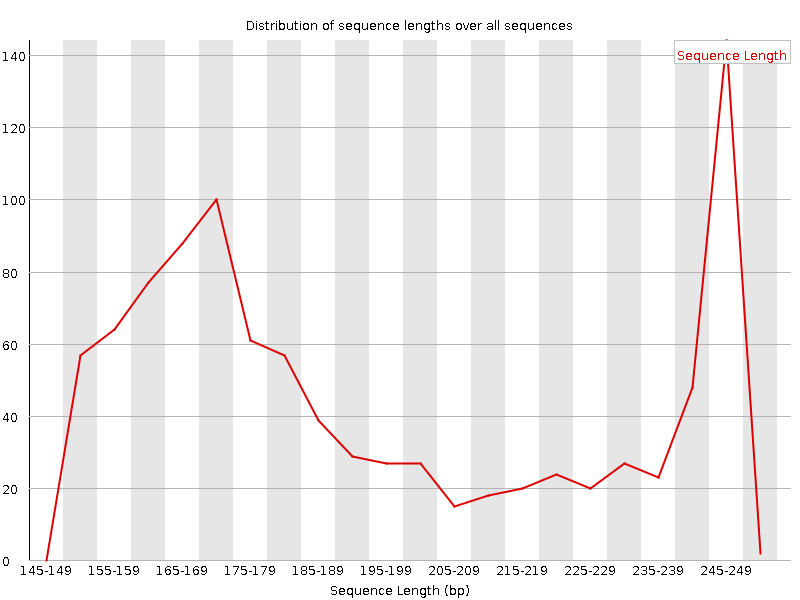 Distribution of sequence lengths over all sequences
Sequence Length
140
120
100
80
60
40
20
0
145-149 155-159 165-169 175-179 185-189 195-199 205-209 215-219 225-229 235-239 245-249
Sequence Length (bp)